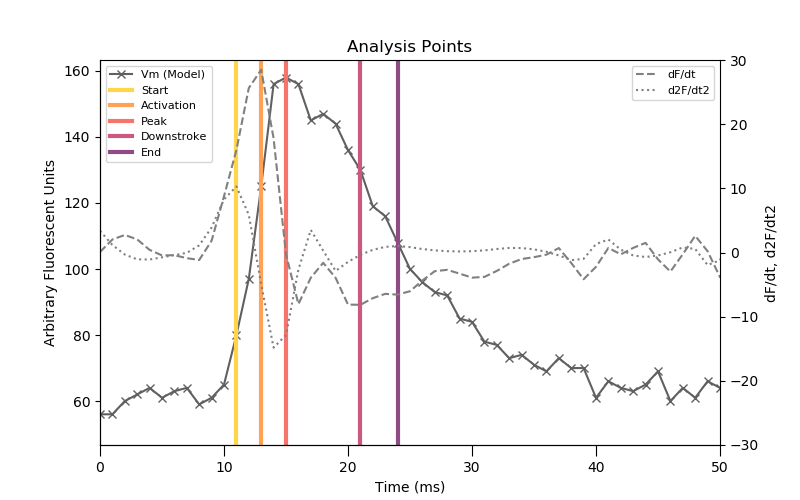 Analysis Points
160
140
120
100
80
60
Arbitrary Fluorescent Units
Vm (Model)
Start
Activation
Peak
Downstroke
End
dF/dt
d2F/dt2
30
20
10
0
−10
−20
−30
dF/dt, d2F/dt2
0 10 20 30 40 50
Time (ms)